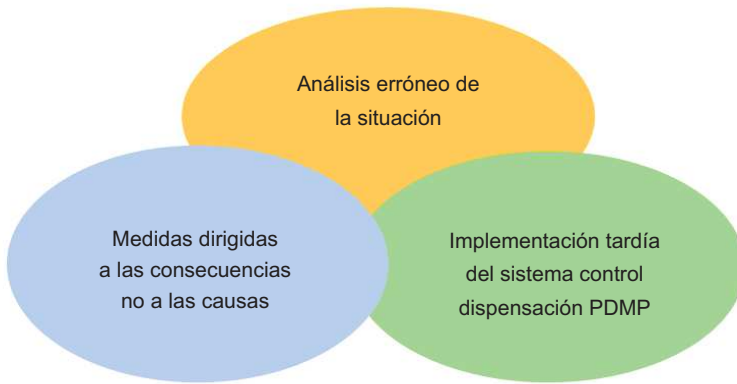 Análisis erróneo de
la situación
Medidas dirigidas
a las consecuencias
no a las causas
Implementación tardía
del sistema control
dispensación PDMP